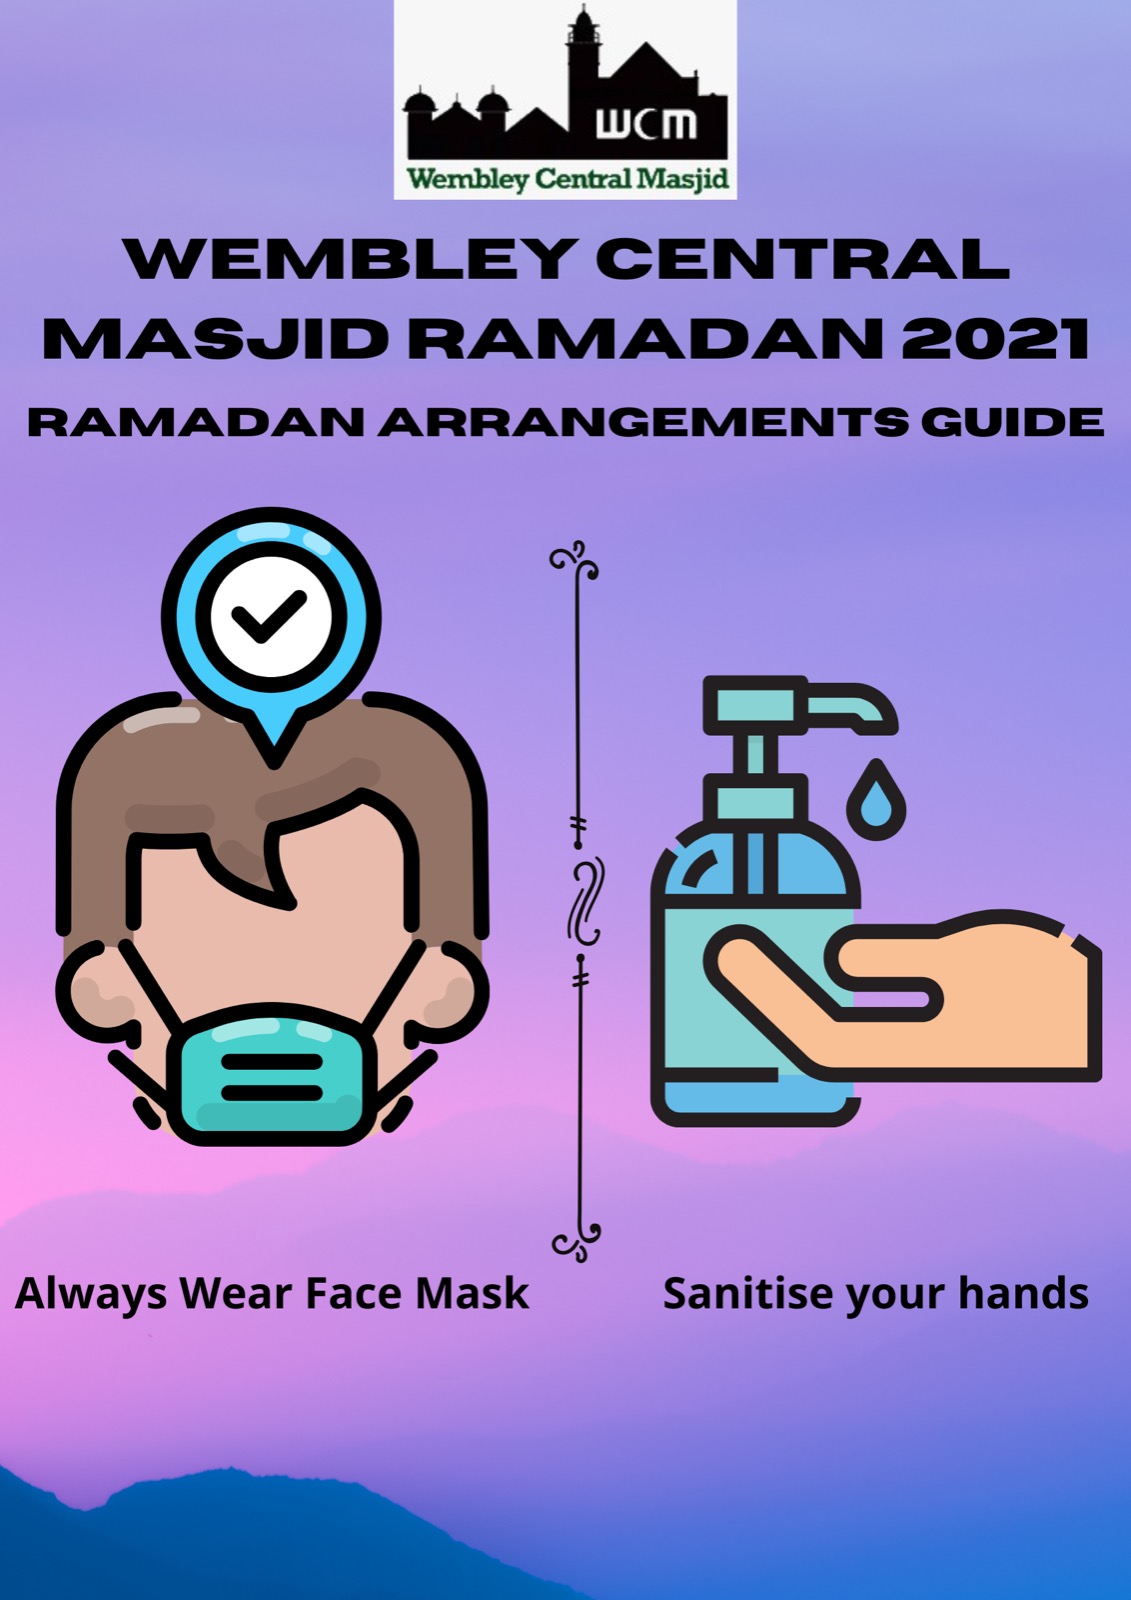 WCM
Wembley Central Masjid
WEMBLEY CENTRAL
MASJID RAMADAN 2021
RAMADAN ARRANGEMENTS GUIDE
Always Wear Face Mask
Sanitise your hands